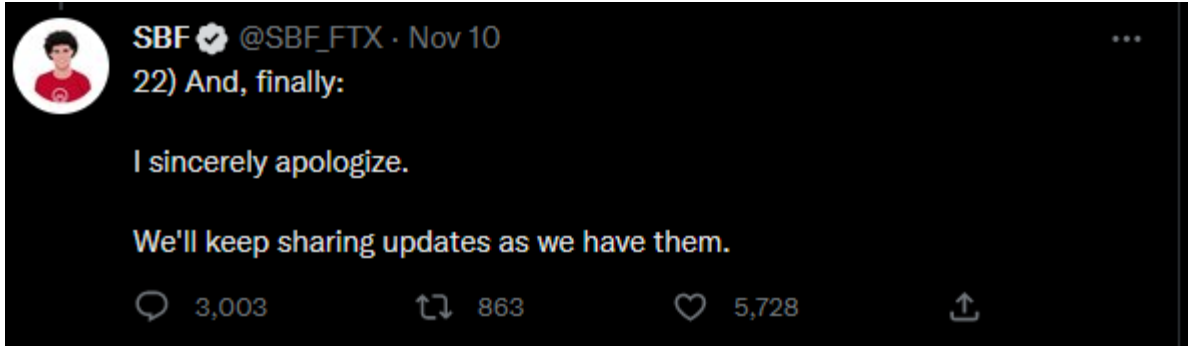 SBF @SBF_FTX · Nov 10
22) And, finally:
I sincerely apologize.
We'll keep sharing updates as we have them.
3,003 863 5,728